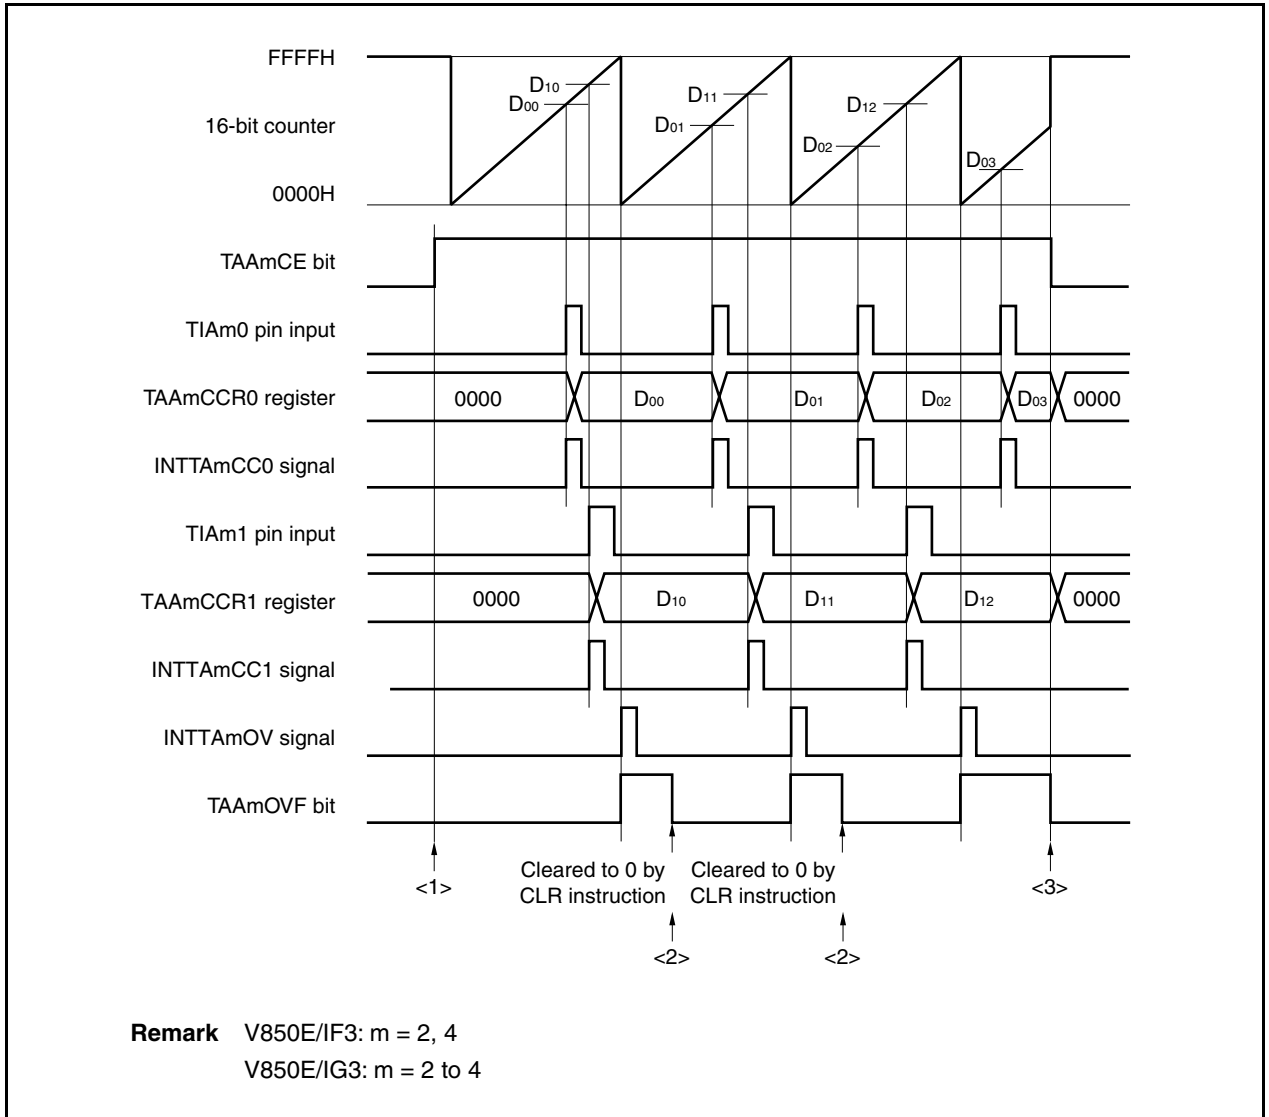 FFFFH
D10
D00
D11
D12
16-bit counter
D01
D02
D03
0000H
TAAmCE bit
TIAm0 pin input
TAAmCCR0 register 0000 D00 D01 D02 D03 0000
INTTAmCC0 signal
TIAm1 pin input
TAAmCCR1 register 0000 D10 D11 D12 0000
INTTAmCC1 signal
INTTAmOV signal
TAAmOVF bit
<1>
Cleared to 0 by
CLR instruction
<2>
Cleared to 0 by
CLR instruction
<2>
<3>
Remark V850E/IF3: m = 2, 4
V850E/IG3: m = 2 to 4